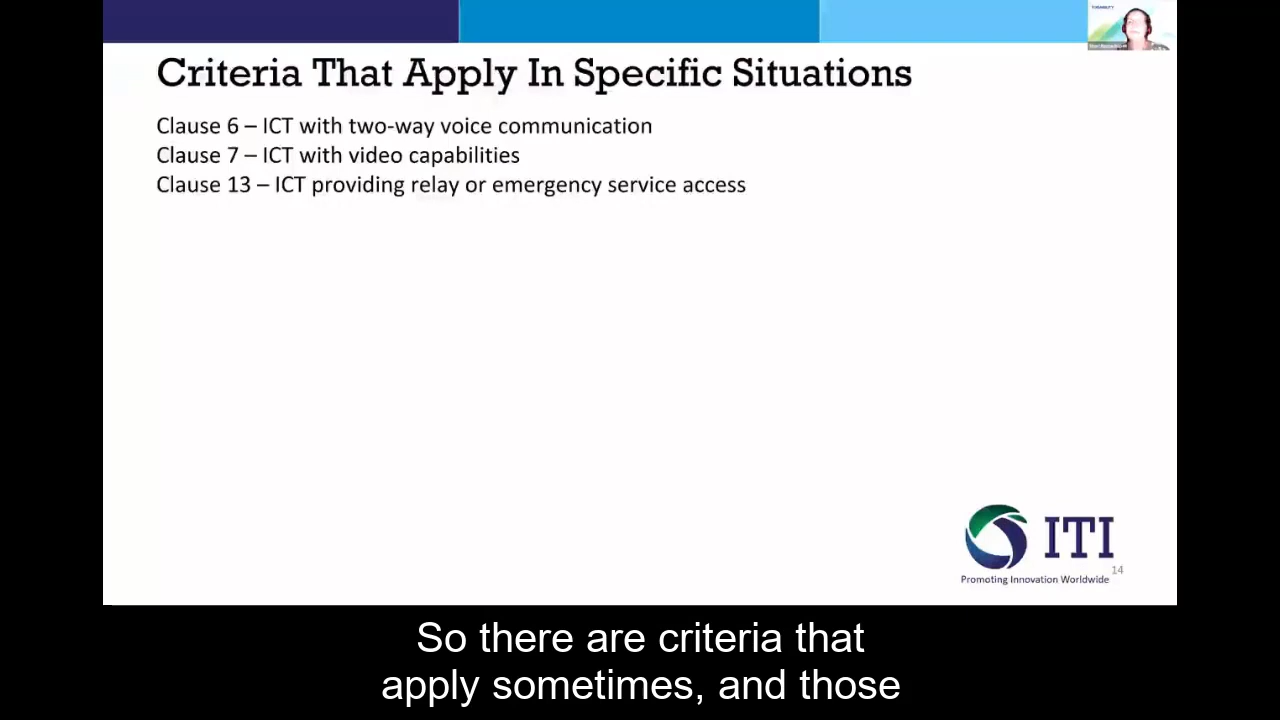 Criteria That Apply In Specific Situations
Clause 6 – ICT with two-way voice communication
Clause 7 – ICT with video capabilities
Clause 13 – ICT providing relay or emergency service access
ITI
14
Promoting Innovation Worldwide
So there are criteria that
apply sometimes, and those